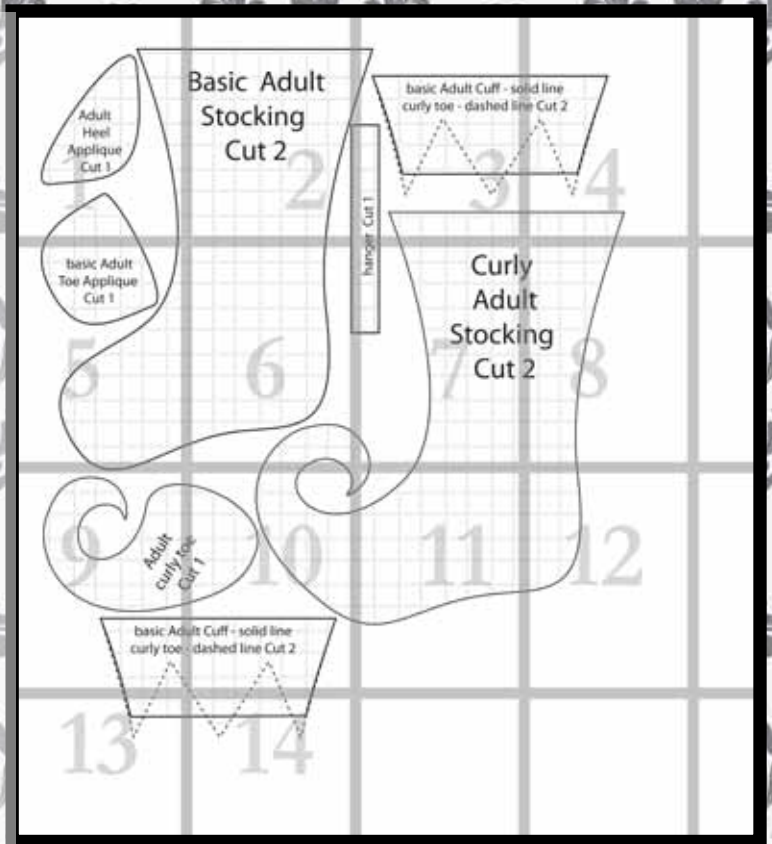 Basic Adult
Stocking
Cut 2
Adult
Heel
Applique
Cut 1
basic Adult Cuff - solid line
curly toe - dashed line Cut 2
1
2
3
4
hanger Cut 1
basic Adult
Toe Applique
Cut 1
Curly
Adult
Stocking
Cut 2
5
6
7
8
Adult
curly toe
Cut 1
9
10
11
12
basic Adult Cuff - solid line
curly toe - dashed line Cut 2
13
14